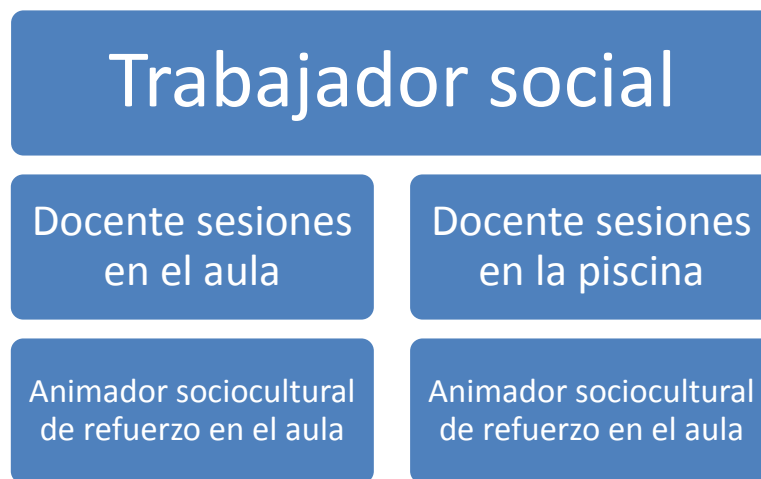 Trabajador social
Docente sesiones
en el aula
Docente sesiones
en la piscina
Animador sociocultural
de refuerzo en el aula
Animador sociocultural
de refuerzo en el aula